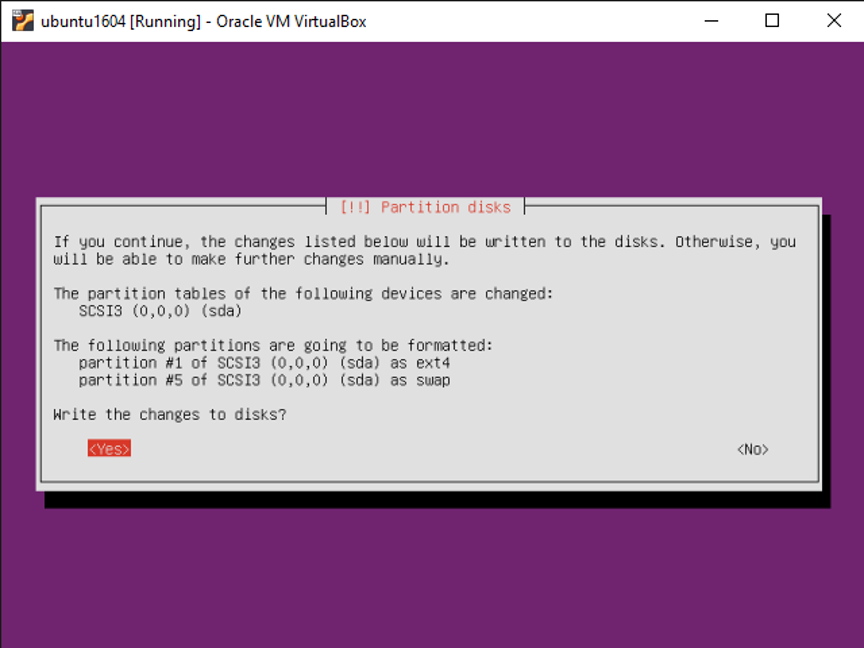 ubuntu1604 [Running] - Oracle VM VirtualBox
[!!] Partition disks
If you continue, the changes listed below will be written to the disks. Otherwise, you
will be able to make further changes manually.
The partition tables of the following devices are changed:
SCSI3 (0,0,0) (sda)
The following partitions are going to be formatted:
partition #1 of SCSI3 (0,0,0) (sda) as ext4
partition #5 of SCSI3 (0,0,0) (sda) as swap
Write the changes to disks?
<Yes> <No>